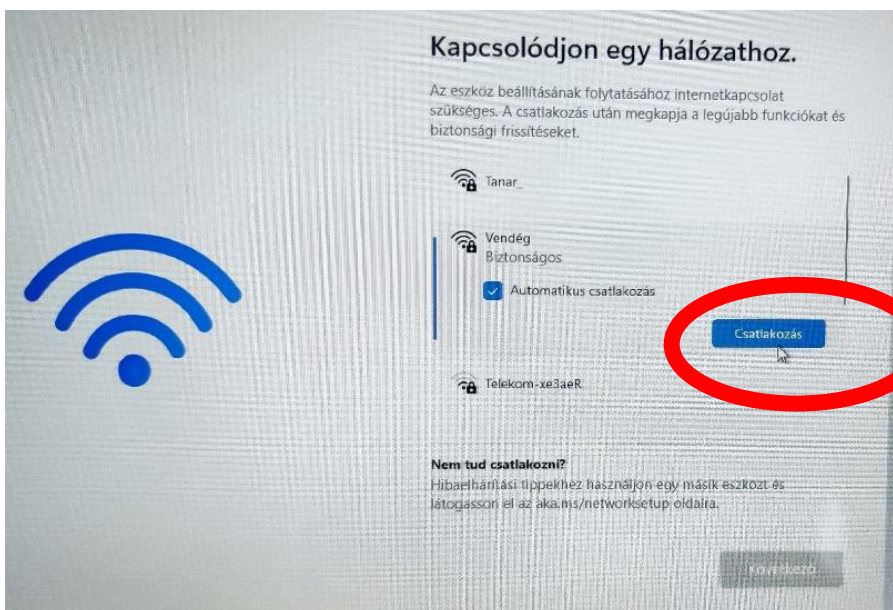 Kapcsolódjon egy hálózathoz.
Az eszköz beállításának folytatásához internetkapcsolat
szükséges. A csatlakozás után megkapja a legújabb funkciókat és
biztonsági frissítéseket.
Tanar_
Vendég
Biztonságos
Automatikus csatlakozás
Csatlakozás
Telekom-xe3aeR
Nem tud csatlakozni?
Hibaelhárítási tippekhez használjon egy másik eszközt és
látogasson el az aka.ms/networksetup oldalra.
Következő